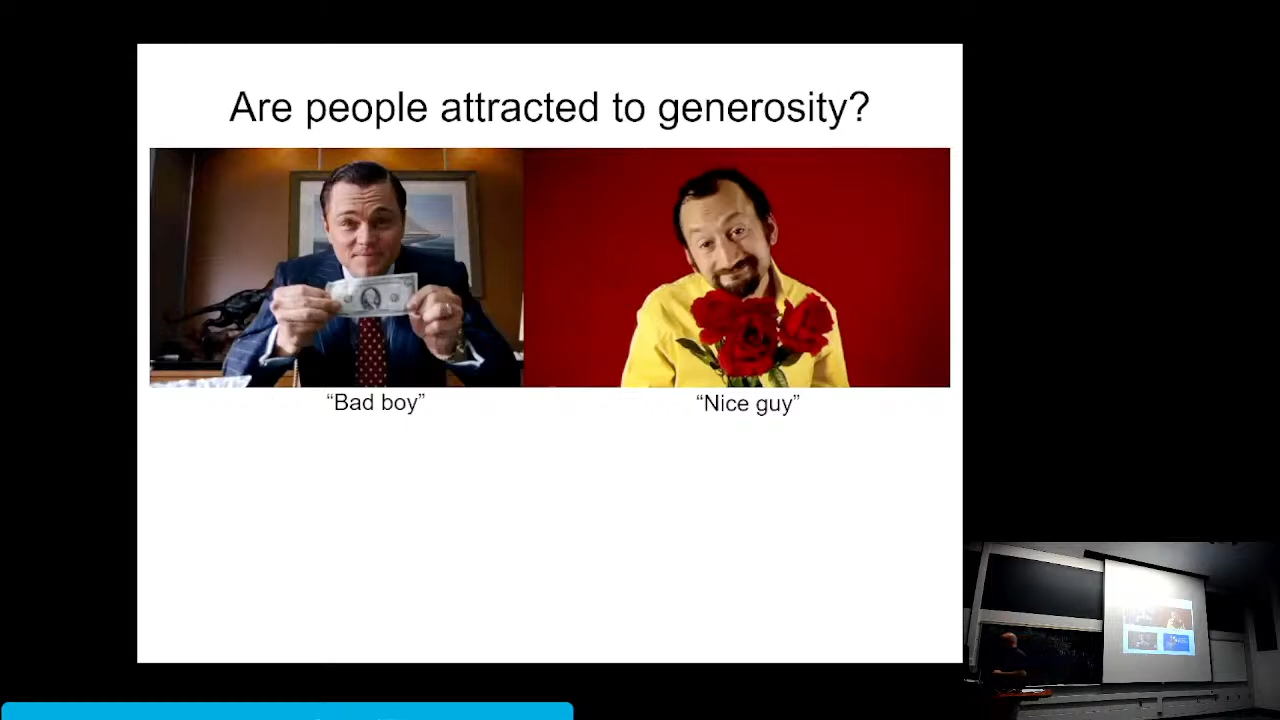 Are people attracted to generosity?
“Bad boy”
“Nice guy”